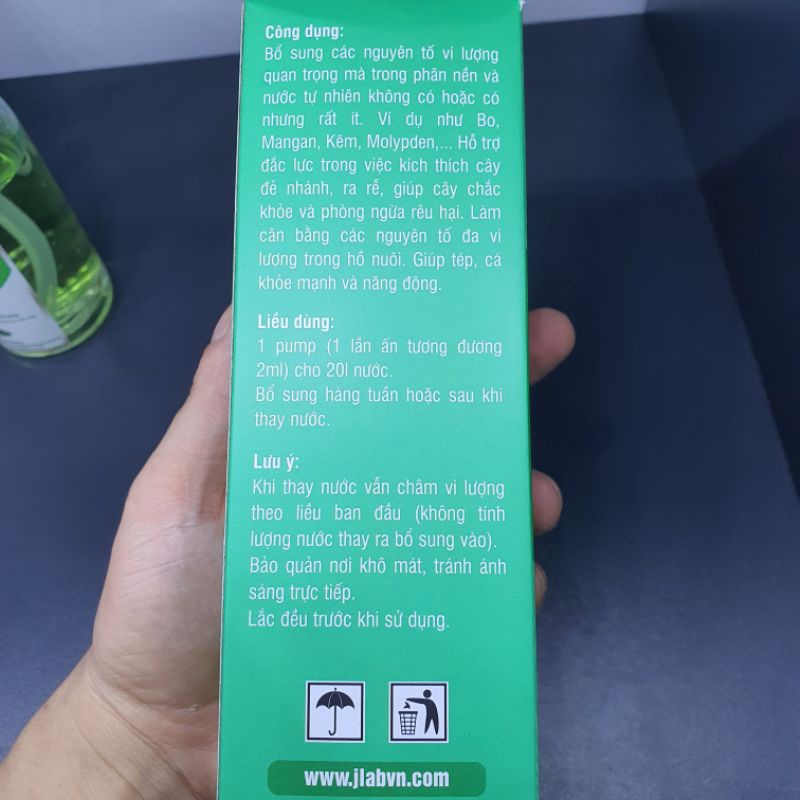 Công dụng:
Bổ sung các nguyên tố vi lượng
quan trọng mà trong phân nền và
nước tự nhiên không có hoặc có
nhưng rất ít. Ví dụ như Bo,
Mangan, Kẽm, Molypden,... Hỗ trợ
đắc lực trong việc kích thích cây
đẻ nhánh, ra rễ, giúp cây chắc
khỏe và phòng ngừa rêu hại. Làm
cân bằng các nguyên tố đa vi
lượng trong hồ nuôi. Giúp tép, cá
khỏe mạnh và năng động.
Liều dùng:
1 pump (1 lần ấn tương đương
2ml) cho 20l nước.
Bổ sung hàng tuần hoặc sau khi
thay nước.
Lưu ý:
Khi thay nước vẫn châm vi lượng
theo liều ban đầu (không tính
lượng nước thay ra bổ sung vào).
Bảo quản nơi khô mát, tránh ánh
sáng trực tiếp.
Lắc đều trước khi sử dụng.
www.jlabvn.com